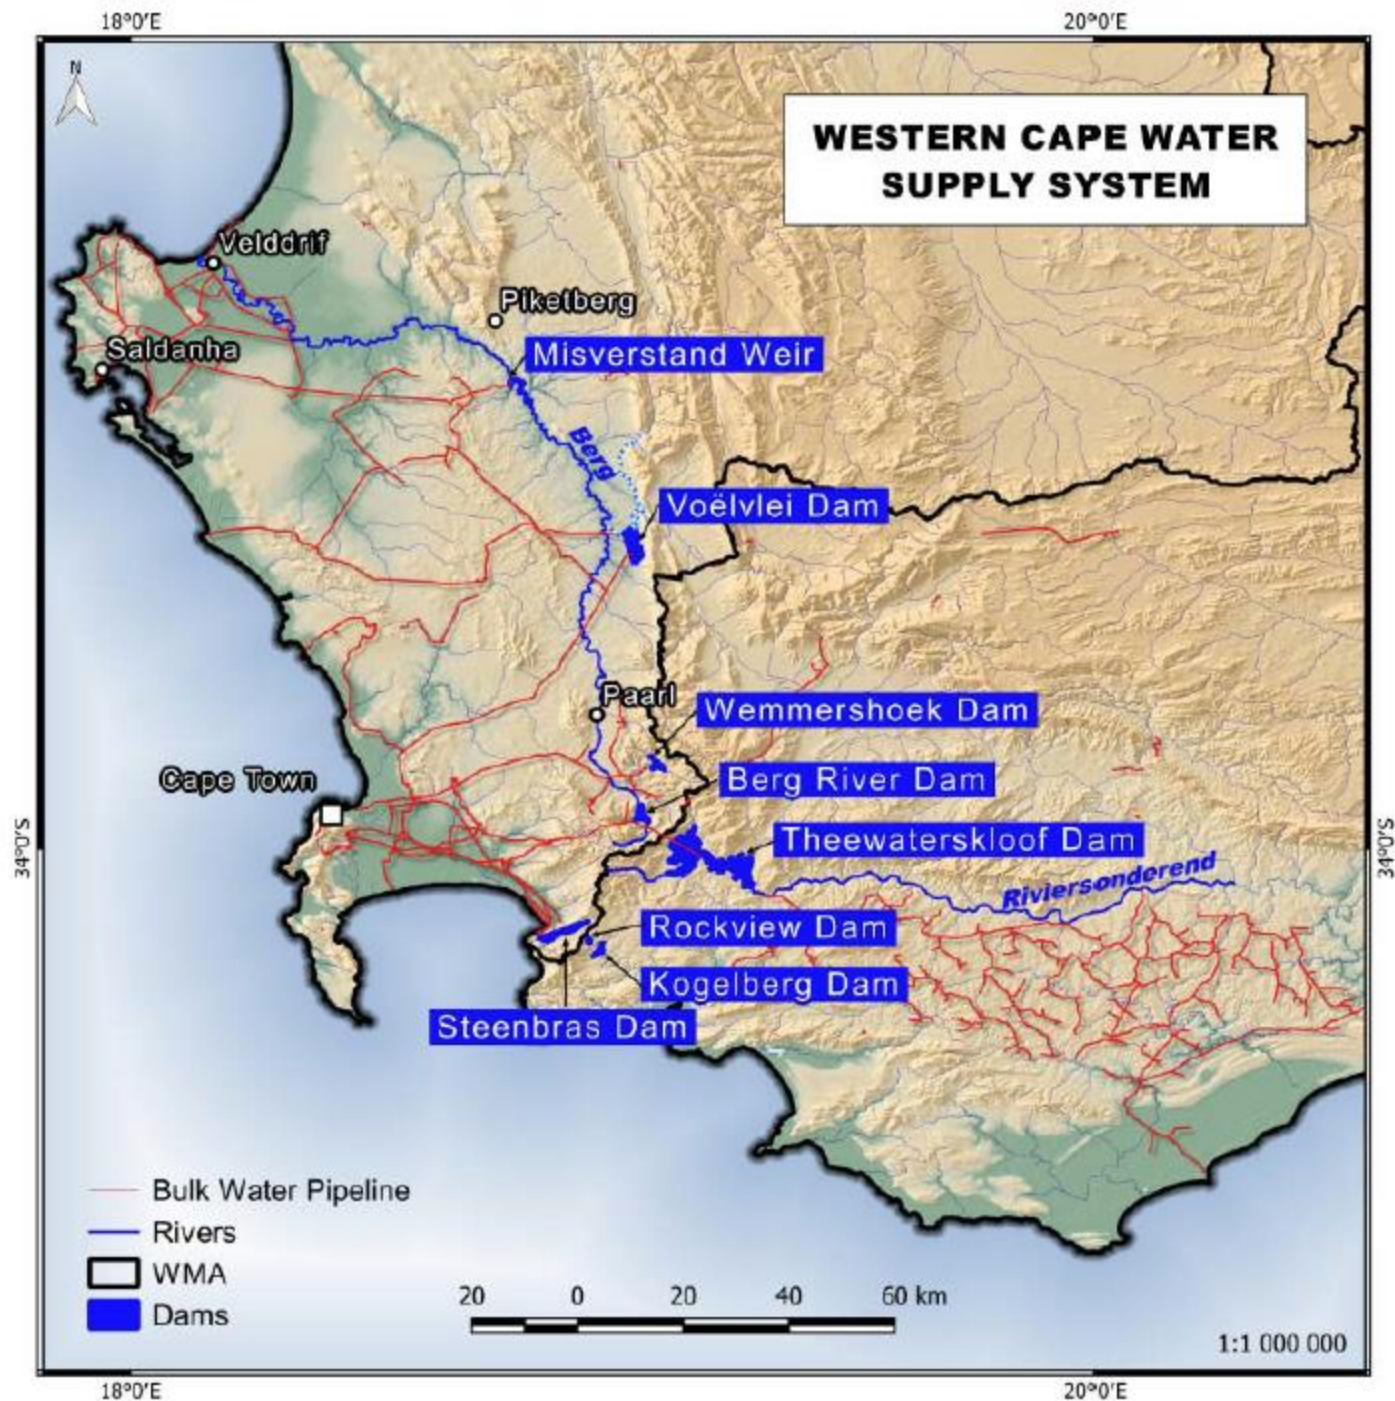 18°0'E
20°0'E
N
WESTERN CAPE WATER
SUPPLY SYSTEM
Velddrif
Piketberg
Misverstand Weir
Saldanha
Berg
Voëlvlei Dam
Paarl
Wemmershoek Dam
Cape Town
Berg River Dam
34°0'S
34°0'S
Theewaterskloof Dam
Riviersonderend
Rockview Dam
Kogelberg Dam
Steenbras Dam
Bulk Water Pipeline
Rivers
WMA
Dams
20 0 20 40 60 km
1:1 000 000
18°0'E
20°0'E